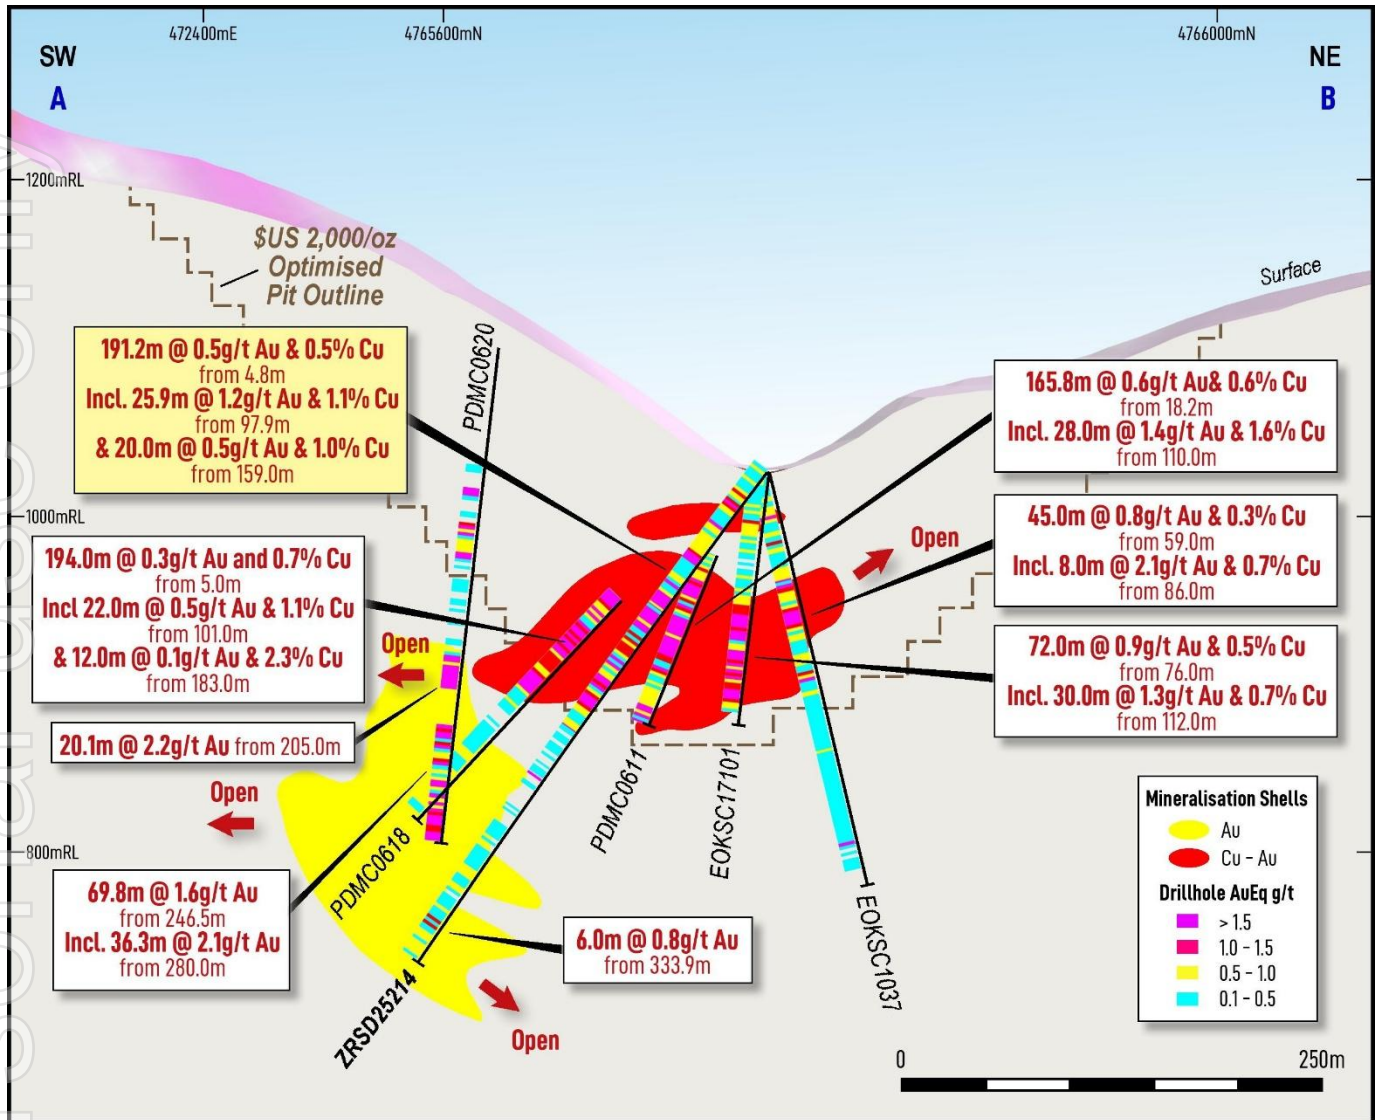 472400mE
4765600mN
4766000mN
SW
NE
A
B
1200mRL
$US 2,000/oz
Optimised
Pit Outline
Surface
PDMC0620
191.2m @ 0.5g/t Au & 0.5% Cu
from 4.8m
Incl. 25.9m @ 1.2g/t Au & 1.1% Cu
from 97.9m
& 20.0m @ 0.5g/t Au & 1.0% Cu
from 159.0m
165.8m @ 0.6g/t Au& 0.6% Cu
from 18.2m
Incl. 28.0m @ 1.4g/t Au & 1.6% Cu
from 110.0m
1000mRL
45.0m @ 0.8g/t Au & 0.3% Cu
from 59.0m
Incl. 8.0m @ 2.1g/t Au & 0.7% Cu
from 86.0m
Open
194.0m @ 0.3g/t Au and 0.7% Cu
from 5.0m
Incl 22.0m @ 0.5g/t Au & 1.1% Cu
from 101.0m
& 12.0m @ 0.1g/t Au & 2.3% Cu
from 183.0m
Open
72.0m @ 0.9g/t Au & 0.5% Cu
from 76.0m
Incl. 30.0m @ 1.3g/t Au & 0.7% Cu
from 112.0m
20.1m @ 2.2g/t Au from 205.0m
Open
PDMC0611
EOKSC17101
800mRL
PDMC0618
69.8m @ 1.6g/t Au
from 246.5m
Incl. 36.3m @ 2.1g/t Au
from 280.0m
6.0m @ 0.8g/t Au
from 333.9m
EOKSC1037
ZRSD25214
Open
Mineralisation Shells
Au
Cu - Au
Drillhole AuEq g/t
> 1.5
1.0 - 1.5
0.5 - 1.0
0.1 - 0.5
0
250m